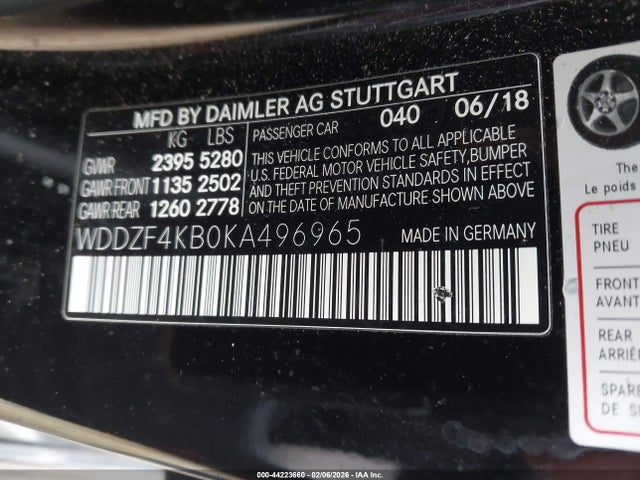 MFD BY DAIMLER AG STUTTGART
KG LBS
PASSENGER CAR 040 06/18
GVWR 2395 5280
GAWR FRONT 1135 2502
GAWR REAR 1260 2778
THIS VEHICLE CONFORMS TO ALL APPLICABLE
U.S. FEDERAL MOTOR VEHICLE SAFETY, BUMPER
AND THEFT PREVENTION STANDARDS IN EFFECT
ON THE DATE OF MANUFACTURE SHOWN ABOVE
WDDZF4KB0KA496965 MADE IN GERMANY
The
Le poids
TIRE
PNEU
FRONT
AVANT
REAR
ARRIÈ
SPARE
DE S
000-44223660 - 02/06/2026 - IAA Inc.